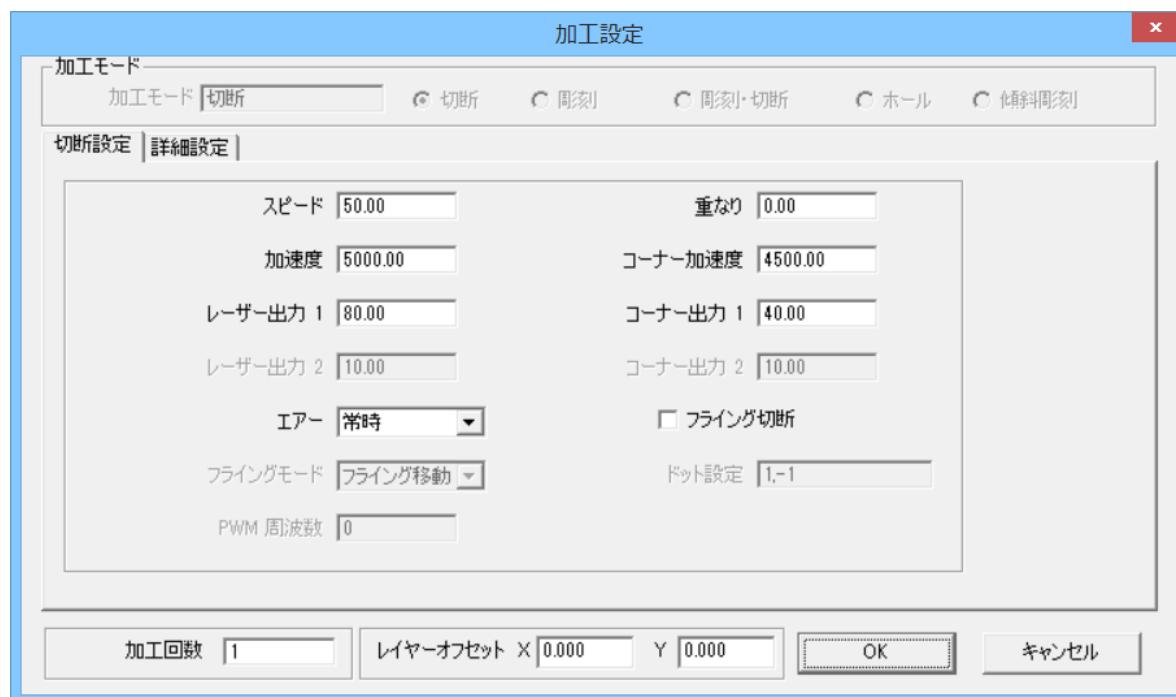 加工設定
x
加工モード
加工モード 切断 切断 彫刻 彫刻・切断 ホール 傾斜彫刻
切断設定 詳細設定
スピード 50.00 重なり 0.00
加速度 5000.00 コーナー加速度 4500.00
レーザー出力 1 80.00 コーナー出力 1 40.00
レーザー出力 2 10.00 コーナー出力 2 10.00
エアー 常時 フライング切断
フライングモード フライング移動 ドット設定 1,-1
PWM 周波数 0
加工回数 1 レイヤーオフセット X 0.000 Y 0.000 OK キャンセル